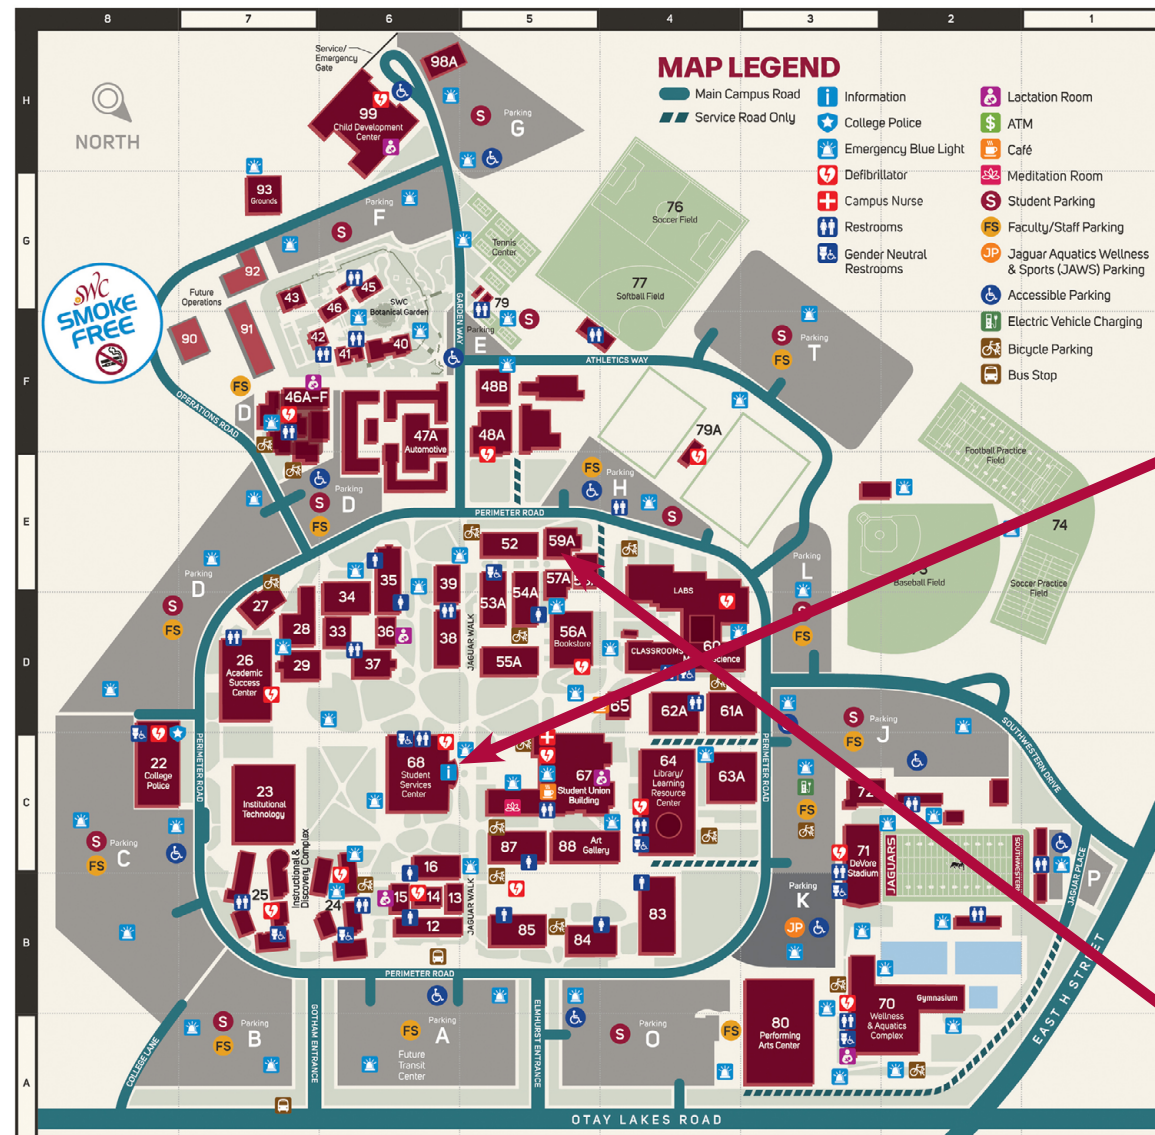 8 7 6 5 4 3 2 1
H
G
F
E
D
C
B
A
NORTH
SWC
SMOKE
FREE
MAP LEGEND
Main Campus Road
Service Road Only
Information
College Police
Emergency Blue Light
Defibrillator
Campus Nurse
Restrooms
Gender Neutral
Restrooms
Lactation Room
ATM
Café
Meditation Room
Student Parking
Faculty/Staff Parking
Jaguar Aquatics Wellness
& Sports (JAWS) Parking
Accessible Parking
Electric Vehicle Charging
Bicycle Parking
Bus Stop
Service/
Emergency
Gate
98A
99
Child Development
Center
Parking
G
93
Grounds
Parking
F
92
Future
Operations
91
90
43
45
46
42
41
40
SWC
Botanical Garden
Tennis
Center
79
Parking
E
76
Soccer Field
77
Softball Field
Parking
T
GARDEN WAY
ATHLETICS WAY
OPERATIONS ROAD
D
46A–F
47A
Automotive
48B
48A
79A
Parking
H
Football Practice
Field
74
Soccer Practice
Field
Baseball Field
Parking
D
Parking
D
PERIMETER ROAD
52
59A
57A
Parking
L
LABS
CLASSROOMS
60
27
34
35
39
53A
54A
56A
Bookstore
28
33
36
38
29
37
55A
JAGUAR WALK
26
Academic
Success
Center
65
62A
61A
Parking
J
SOUTHWESTERN DRIVE
22
College
Police
PERIMETER ROAD
23
Institutional
Technology
68
Student
Services
Center
67
Student Union
Building
64
Library/
Learning
Resource
Center
63A
PERIMETER ROAD
72
71
DeVore
Stadium
JAGUARS
SOUTHWESTERN
Parking
C
87
88
Art
Gallery
Instructional &
Discovery Complex
25
24
16
15
14
13
12
JAGUAR WALK
85
84
83
Parking
K
Parking
P
JAGUAR PLACE
EAST H STREET
PERIMETER ROAD
70
Wellness
& Aquatics
Complex
Gymnasium
80
Performing
Arts Center
Parking
B
Parking
A
Future
Transit
Center
Parking
O
COLLEGE LANE
GOTHAM ENTRANCE
ELMHURST ENTRANCE
OTAY LAKES ROAD